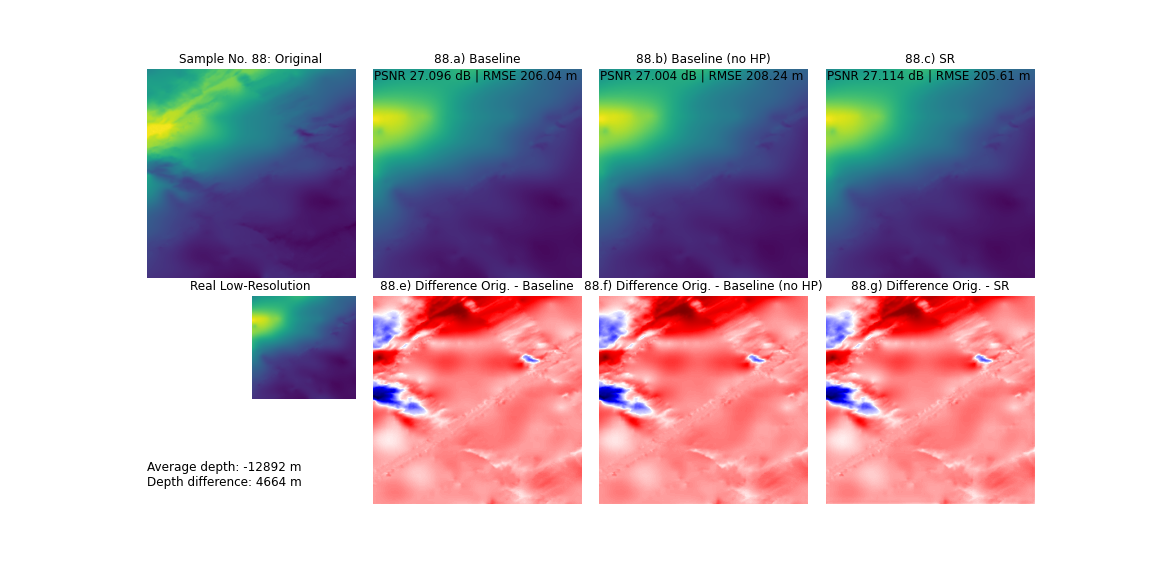 Sample No. 88: Original
88.a) Baseline
88.b) Baseline (no HP)
88.c) SR
PSNR 27.096 dB | RMSE 206.04 m
PSNR 27.004 dB | RMSE 208.24 m
PSNR 27.114 dB | RMSE 205.61 m
Real Low-Resolution
88.e) Difference Orig. - Baseline
88.f) Difference Orig. - Baseline (no HP)
88.g) Difference Orig. - SR
Average depth: -12892 m
Depth difference: 4664 m